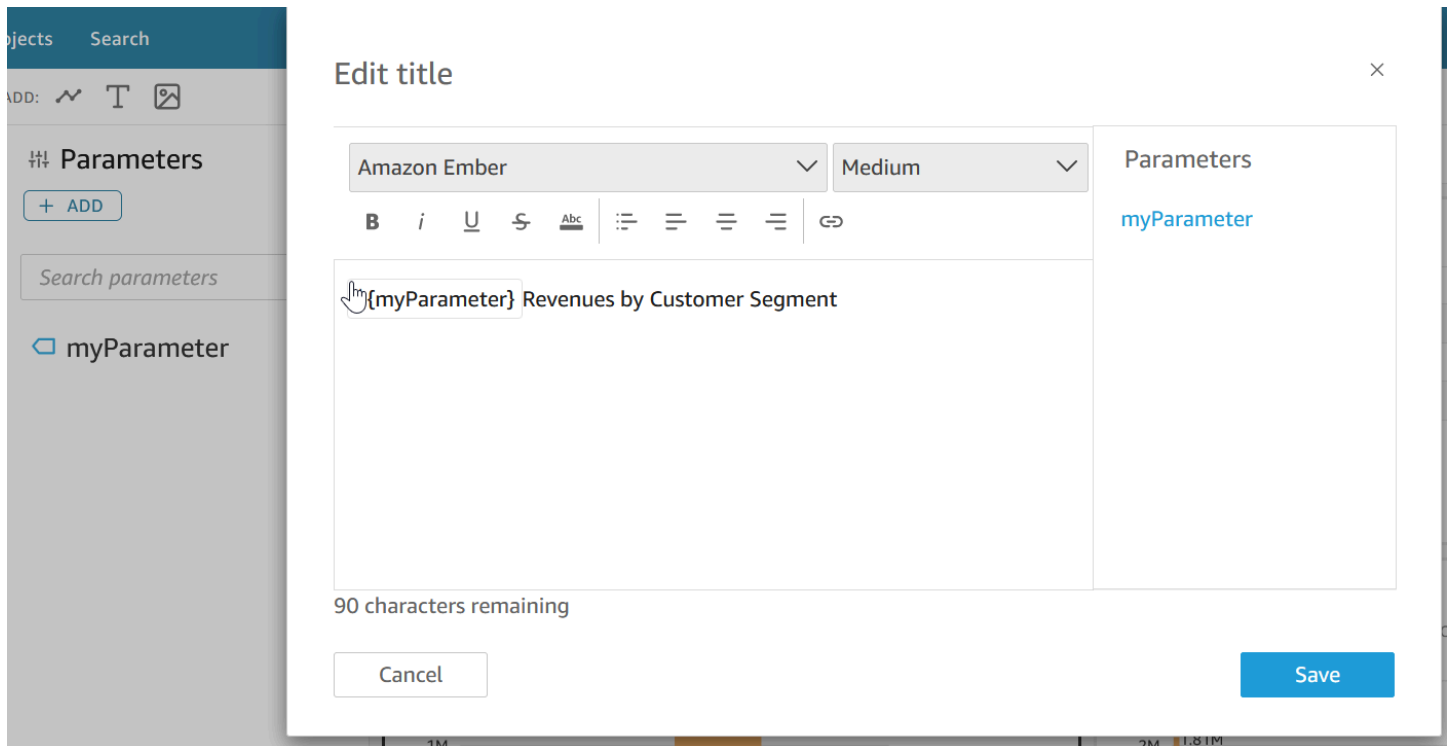 ojects Search
ADD:
Parameters
+ ADD
Search parameters
myParameter
Edit title
Amazon Ember Medium
B i U S Abc
{myParameter} Revenues by Customer Segment
Parameters
myParameter
90 characters remaining
Cancel Save
1M
2M 1.81M